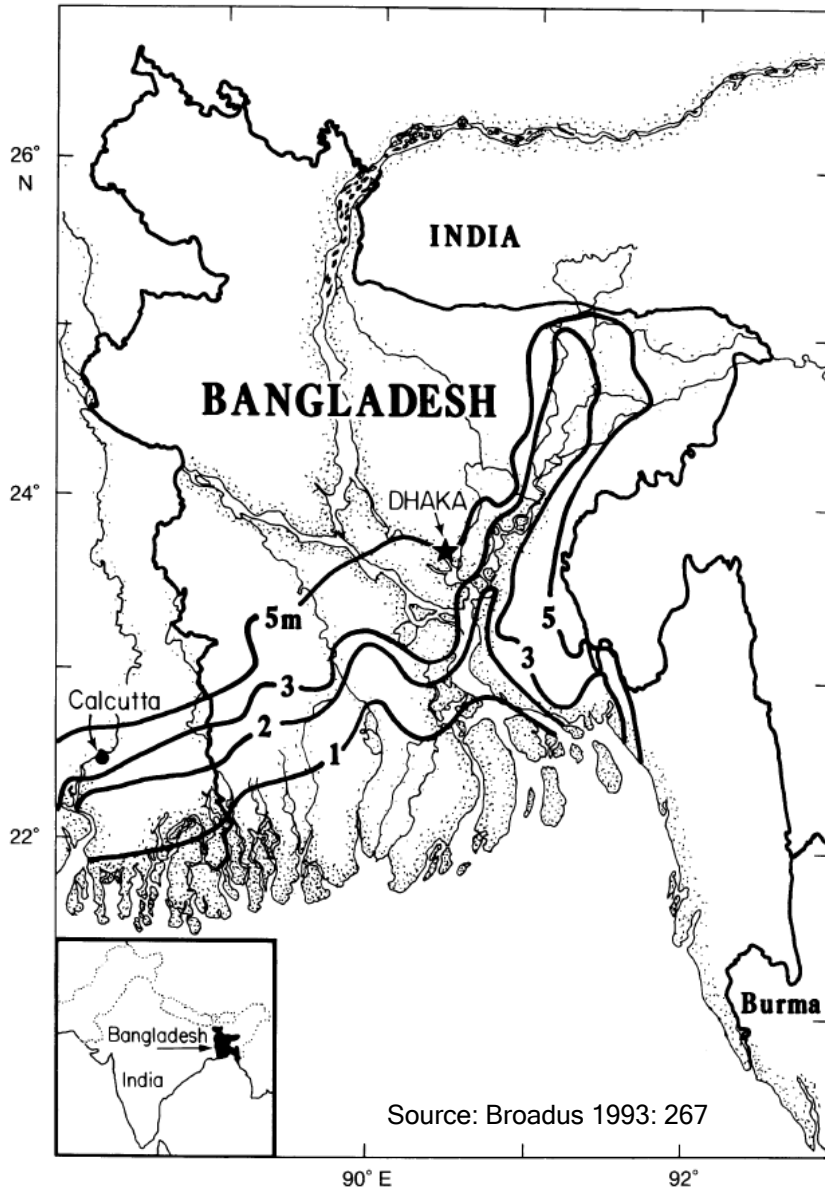 26°
N
INDIA
BANGLADESH
24°
DHAKA
5m
5
3
3
Calcutta
2
1
22°
Burma
Bangladesh
India
Source: Broadus 1993: 267
90° E
92°